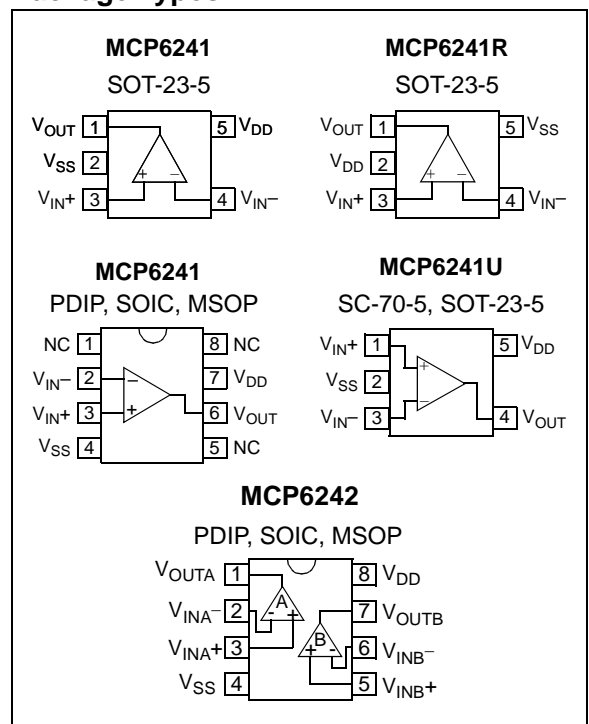 MCP6241
SOT-23-5
VOUT 1 5 VDD
VSS 2
VIN+ 3 4 VIN–
+ –
MCP6241R
SOT-23-5
VOUT 1 5 VSS
VDD 2
VIN+ 3 4 VIN–
+ –
MCP6241
PDIP, SOIC, MSOP
NC 1 8 NC
VIN– 2 – 7 VDD
VIN+ 3 + 6 VOUT
VSS 4 5 NC
MCP6241U
SC-70-5, SOT-23-5
VIN+ 1 5 VDD
+
VSS 2
–
VIN– 3 4 VOUT
MCP6242
PDIP, SOIC, MSOP
VOUTA 1 8 VDD
VINA– 2 A 7 VOUTB
- +
VINA+ 3 B 6 VINB–
+ -
VSS 4 5 VINB+